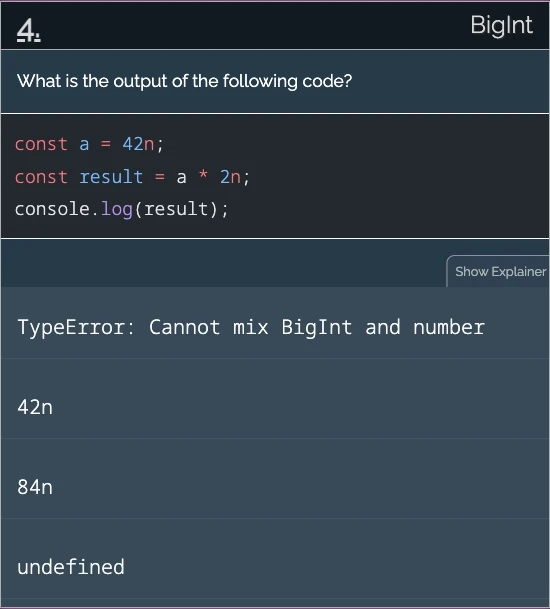 4.
BigInt
What is the output of the following code?
const a = 42n;
const result = a * 2n;
console.log(result);
Show Explainer
TypeError: Cannot mix BigInt and number
42n
84n
undefined